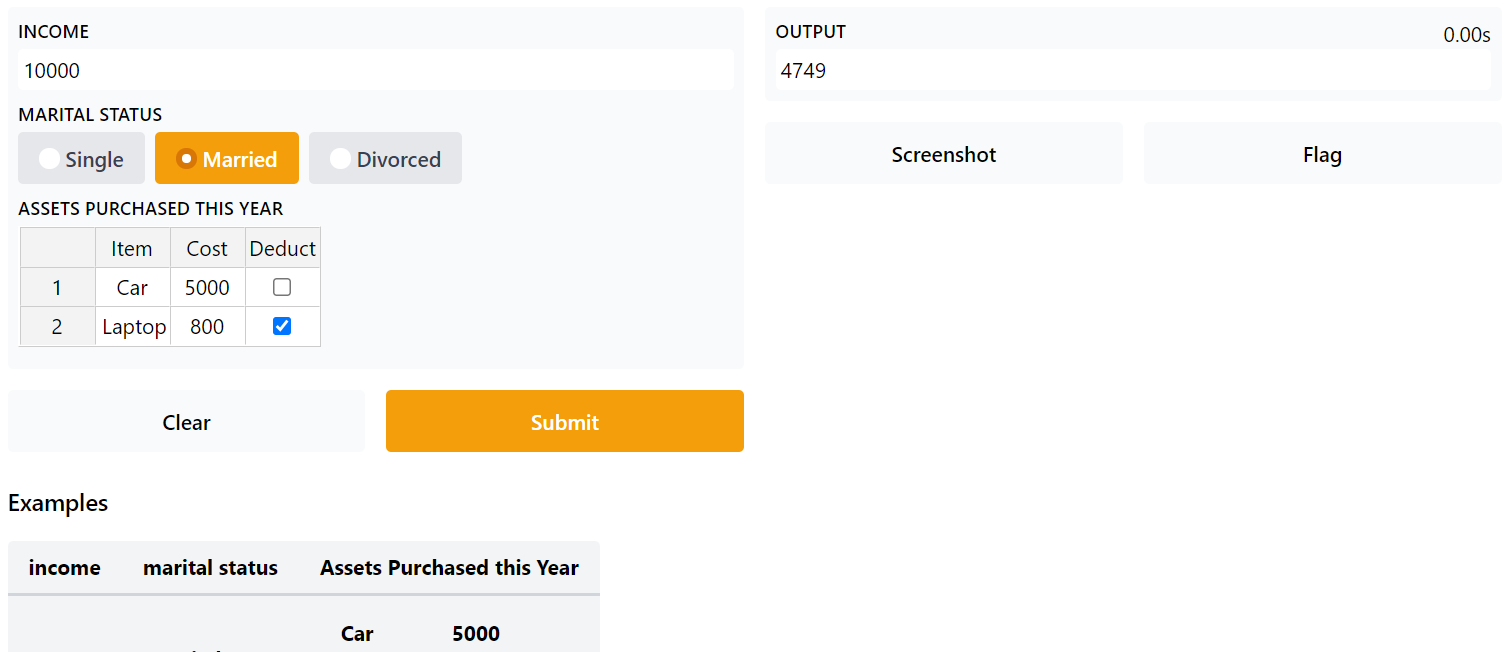 INCOME
10000
MARITAL STATUS
Single Married Divorced
ASSETS PURCHASED THIS YEAR
Item Cost Deduct
1 Car 5000
2 Laptop 800
Clear Submit
OUTPUT 0.00s
4749
Screenshot Flag
Examples
income marital status Assets Purchased this Year
Car 5000